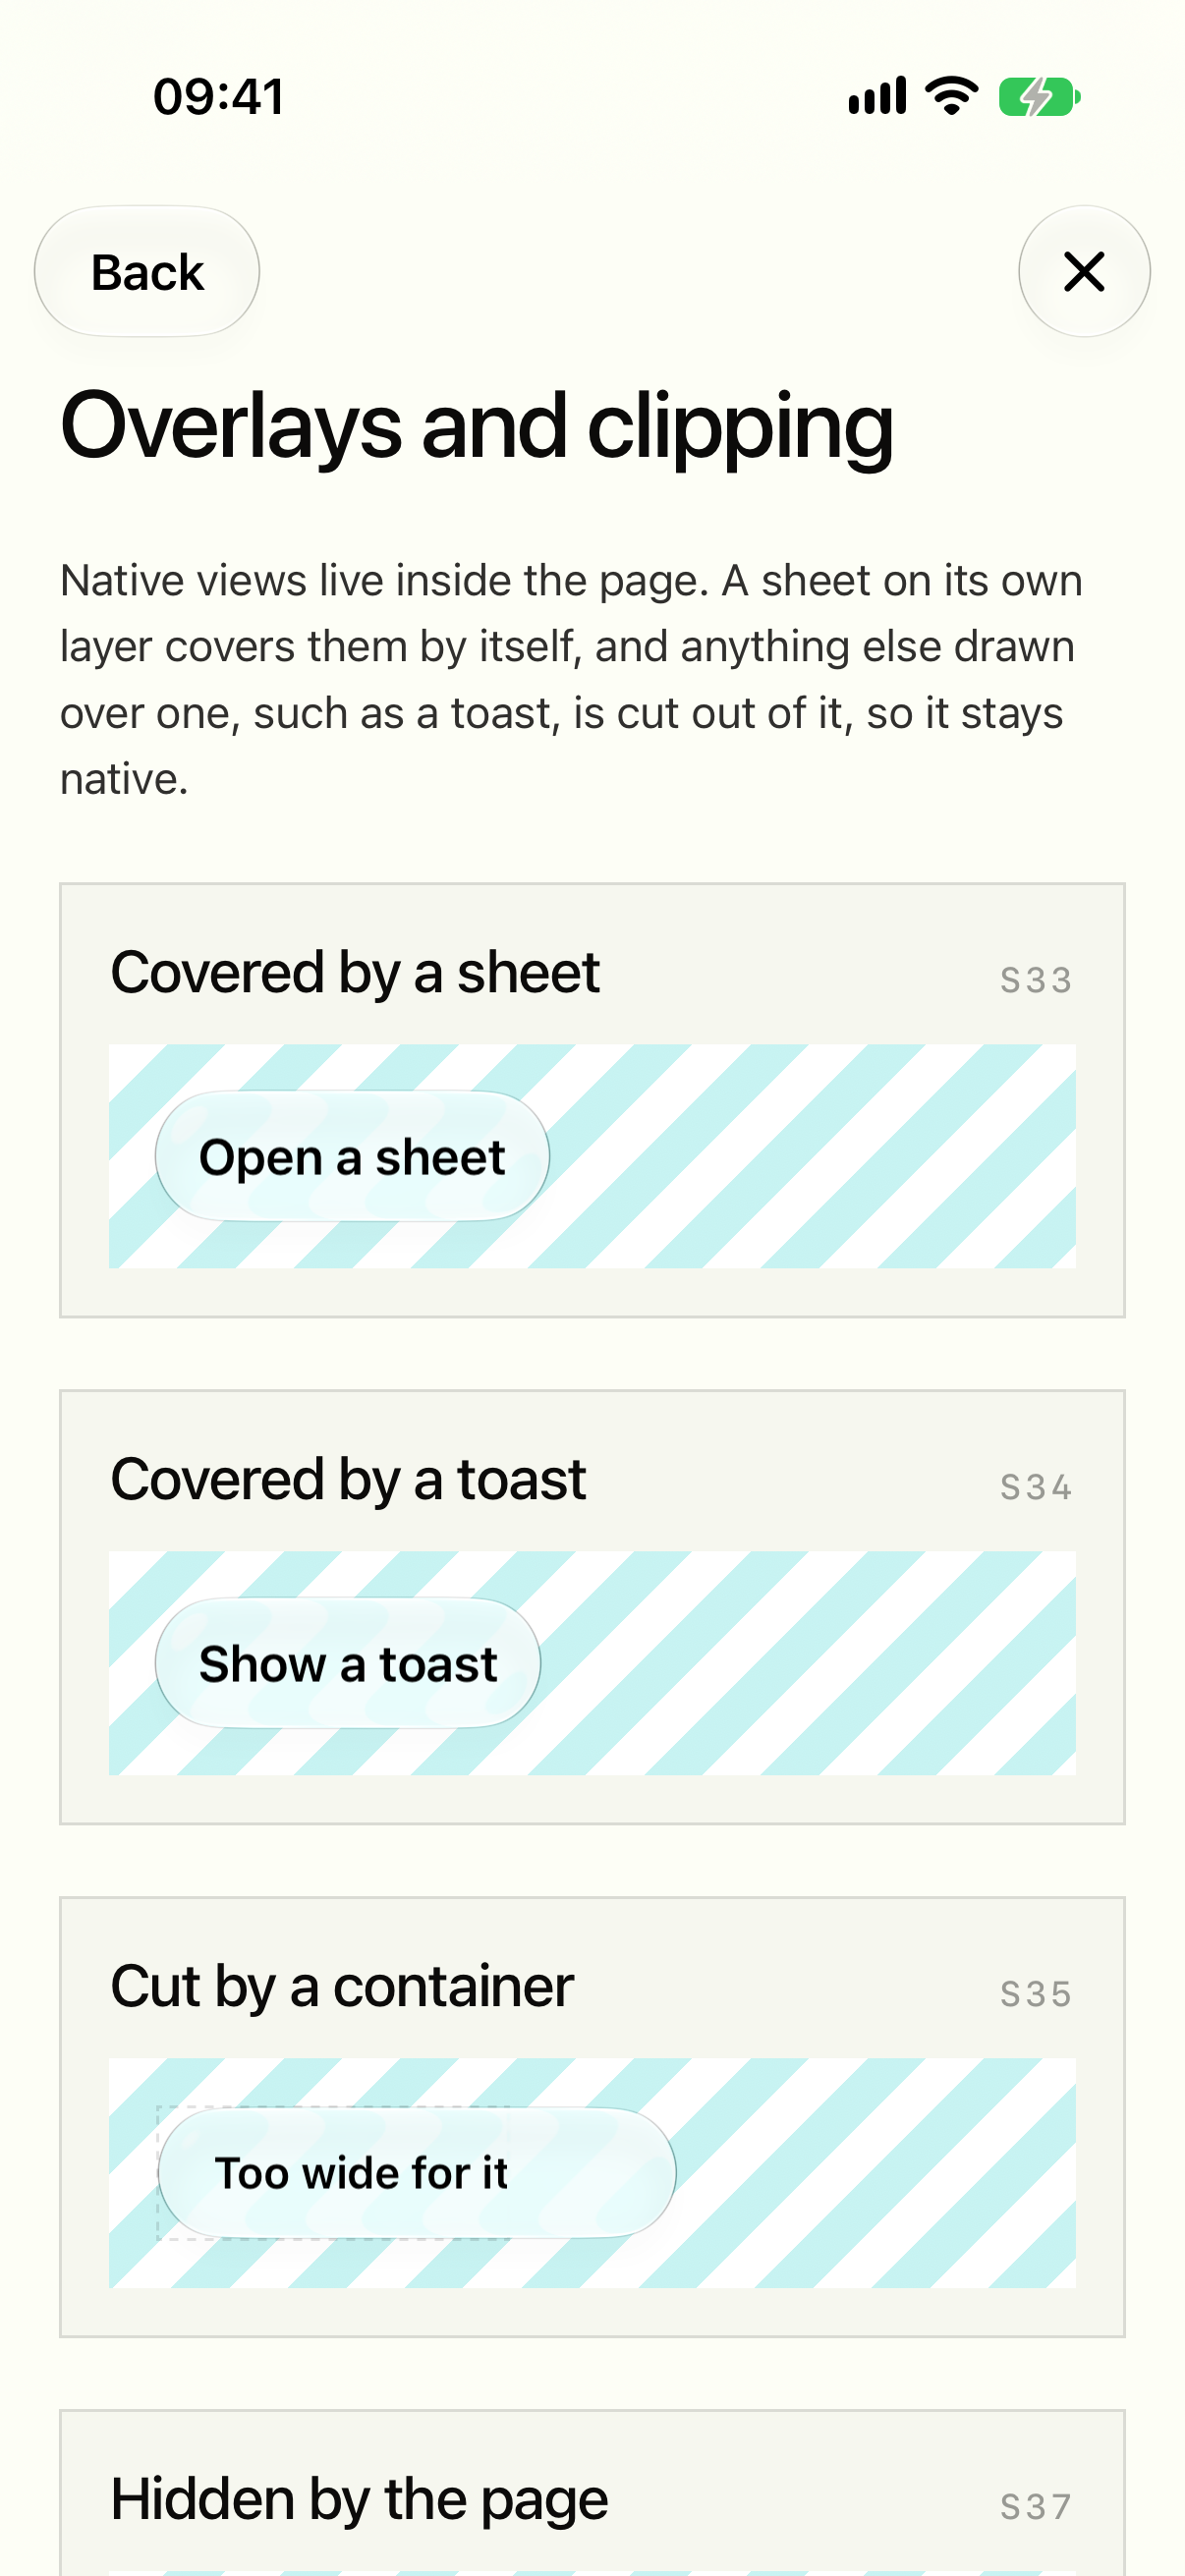 09:41
Back
Overlays and clipping
Native views live inside the page. A sheet on its own
layer covers them by itself, and anything else drawn
over one, such as a toast, is cut out of it, so it stays
native.
Covered by a sheet
S33
Open a sheet
Covered by a toast
S34
Show a toast
Cut by a container
S35
Too wide for it
Hidden by the page
S37